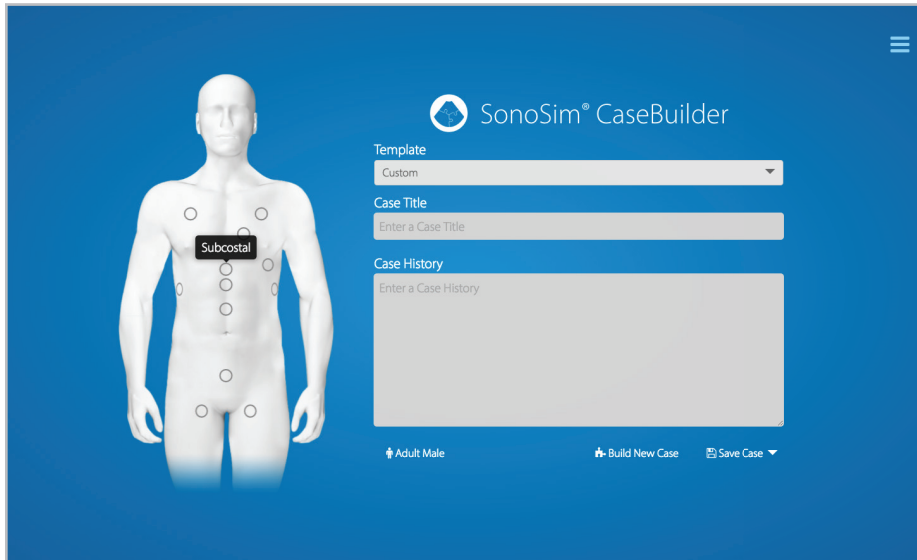 SonoSim® CaseBuilder
Template
Custom
Case Title
Enter a Case Title
Subcostal
Case History
Enter a Case History
Adult Male
Build New Case
Save Case